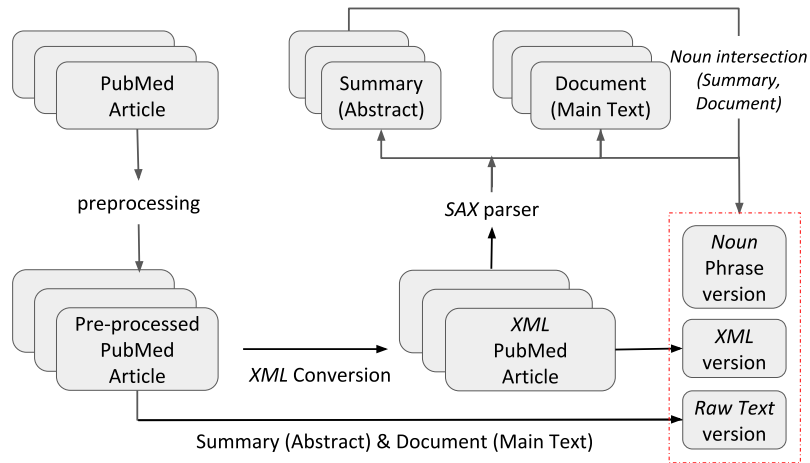 PubMed
Article
Summary
(Abstract)
Document
(Main Text)
Noun intersection
(Summary,
Document)
preprocessing
SAX parser
Noun
Phrase
version
Pre-processed
PubMed
Article
XML Conversion
XML
PubMed
Article
XML
version
Raw Text
version
Summary (Abstract) & Document (Main Text)